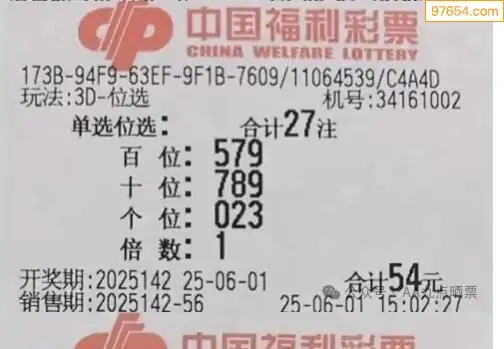 97654.com
中国福利彩票
CHINA WELFARE LOTTERY
173B-94F9-63EF-9F1B-7609/11064539/C4A4D
玩法:3D-位选 机号:34161002
单选位选: 合计27注
百 位: 579
十 位: 789
个 位: 023
倍 数: 1
开奖期:2025142 25-06-01 合计54元
销售期:2025142-56 25-06-01 15:02:27
中国福利彩票